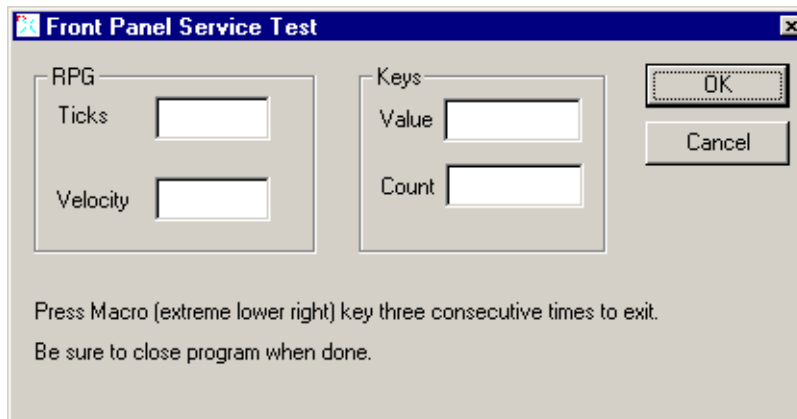 Front Panel Service Test
RPG
Ticks
Velocity
Keys
Value
Count
OK
Cancel
Press Macro (extreme lower right) key three consecutive times to exit.
Be sure to close program when done.